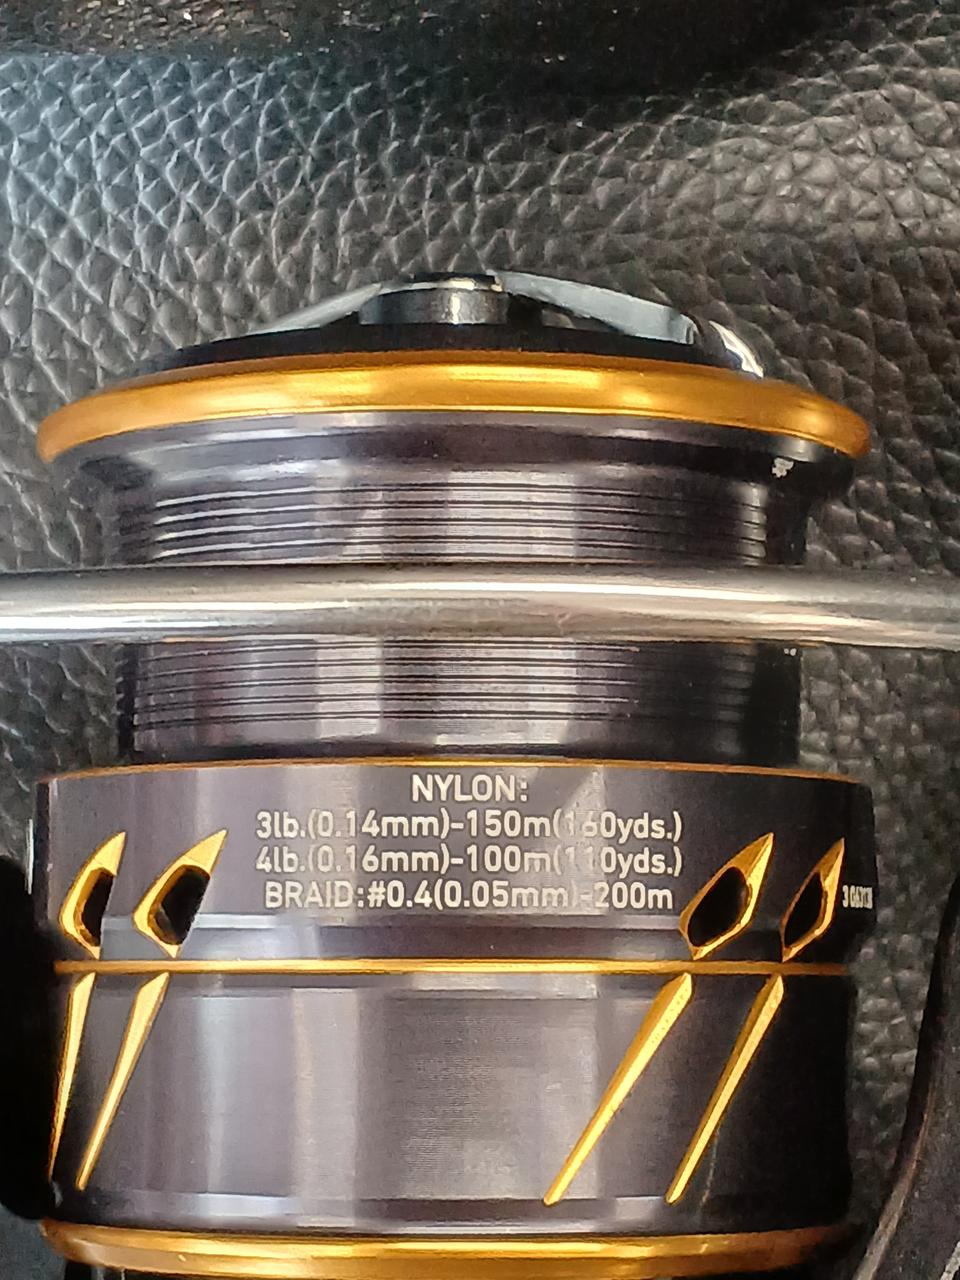 NYLON:
3lb.(0.14mm)-150m(160yds.)
4lb.(0.16mm)-100m(110yds.)
BRAID:#0.4(0.05mm)-200m